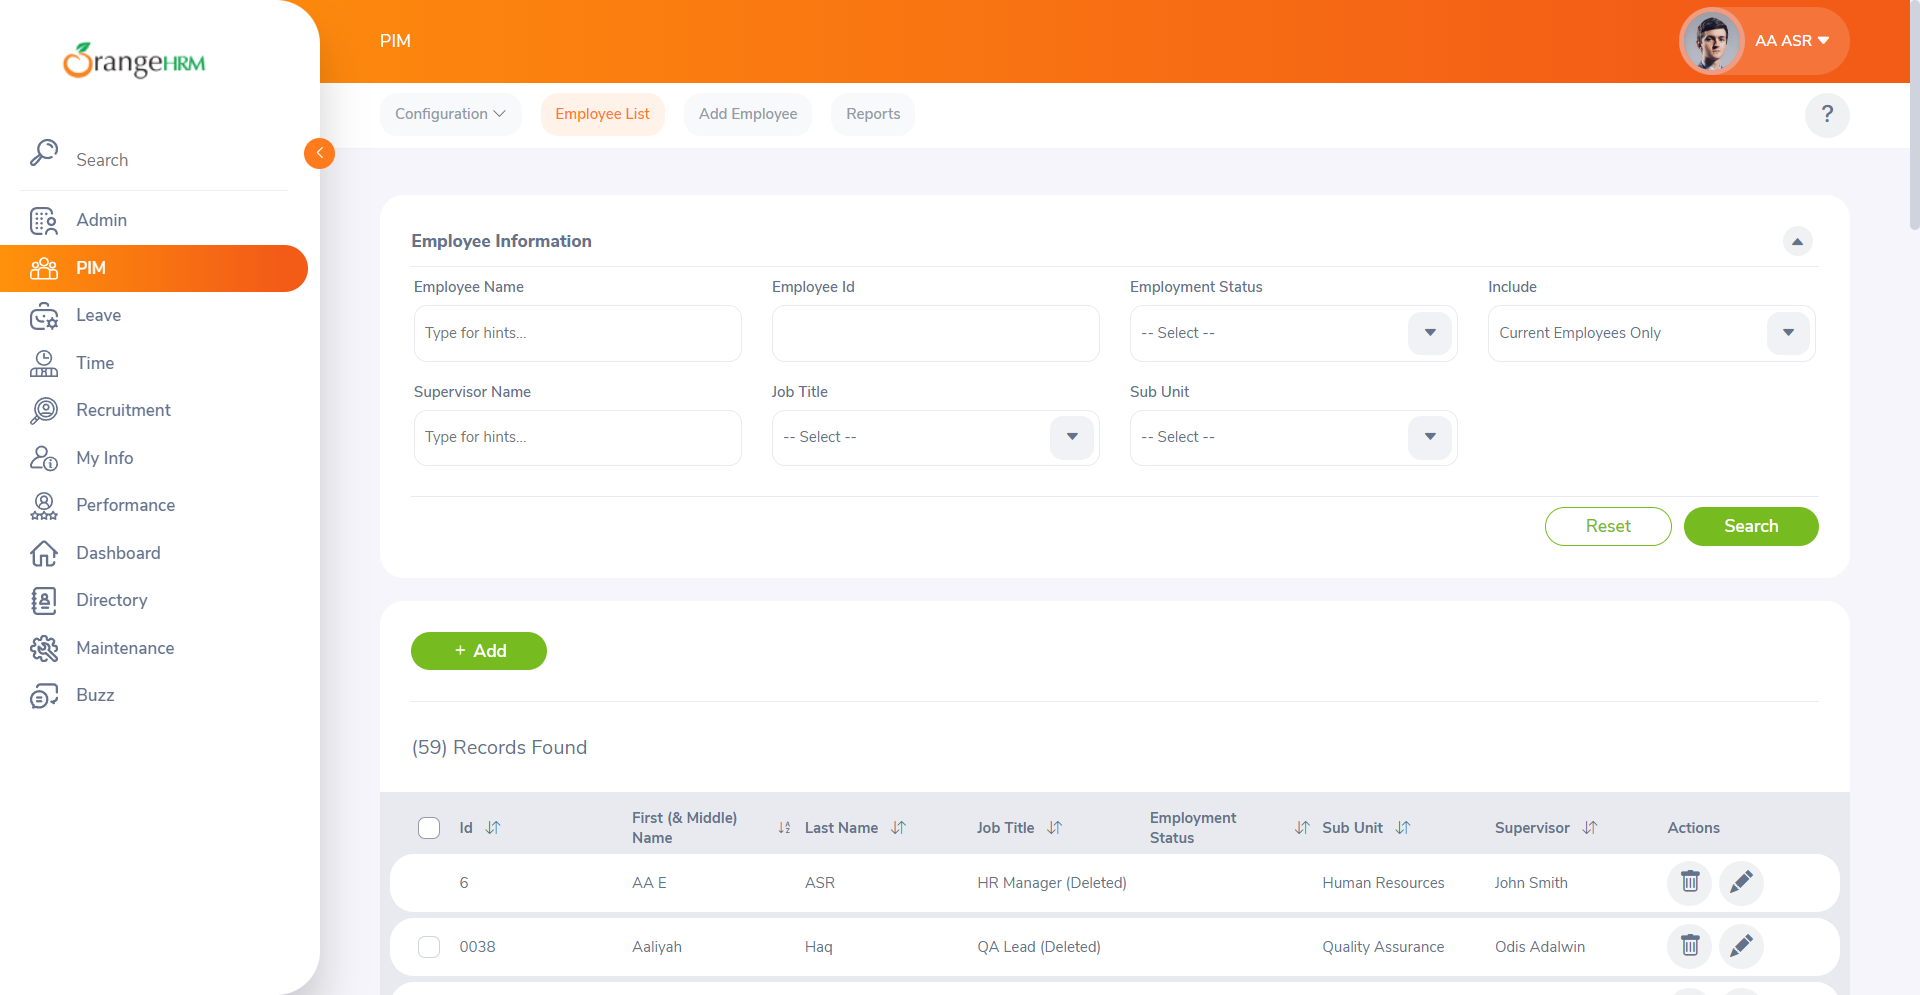 OrangeHRM
PIM
AA ASR
Configuration
Employee List
Add Employee
Reports
?
Search
Admin
PIM
Leave
Time
Recruitment
My Info
Performance
Dashboard
Directory
Maintenance
Buzz
Employee Information
Employee Name
Employee Id
Employment Status
Include
Type for hints...
-- Select --
Current Employees Only
Supervisor Name
Job Title
Sub Unit
Type for hints...
-- Select --
-- Select --
Reset
Search
+ Add
(59) Records Found
Id
First (& Middle)
Name
Last Name
Job Title
Employment
Status
Sub Unit
Supervisor
Actions
6 AA E ASR HR Manager (Deleted) Human Resources John Smith
0038 Aaliyah Haq QA Lead (Deleted) Quality Assurance Odis Adalwin